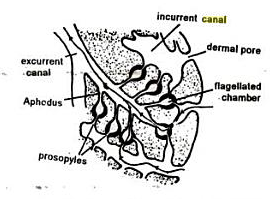 incurrent canal
dermal pore
excurrent
canal
flagellated
chamber
Aphodus
prosopyles